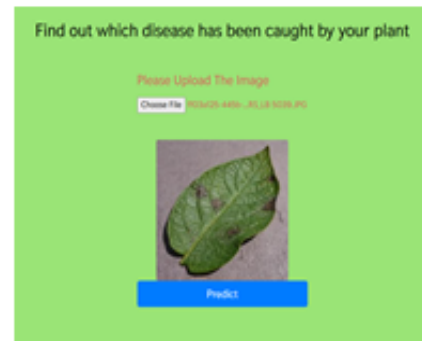 Find out which disease has been caught by your plant
Please Upload The Image
Choose File
Predict